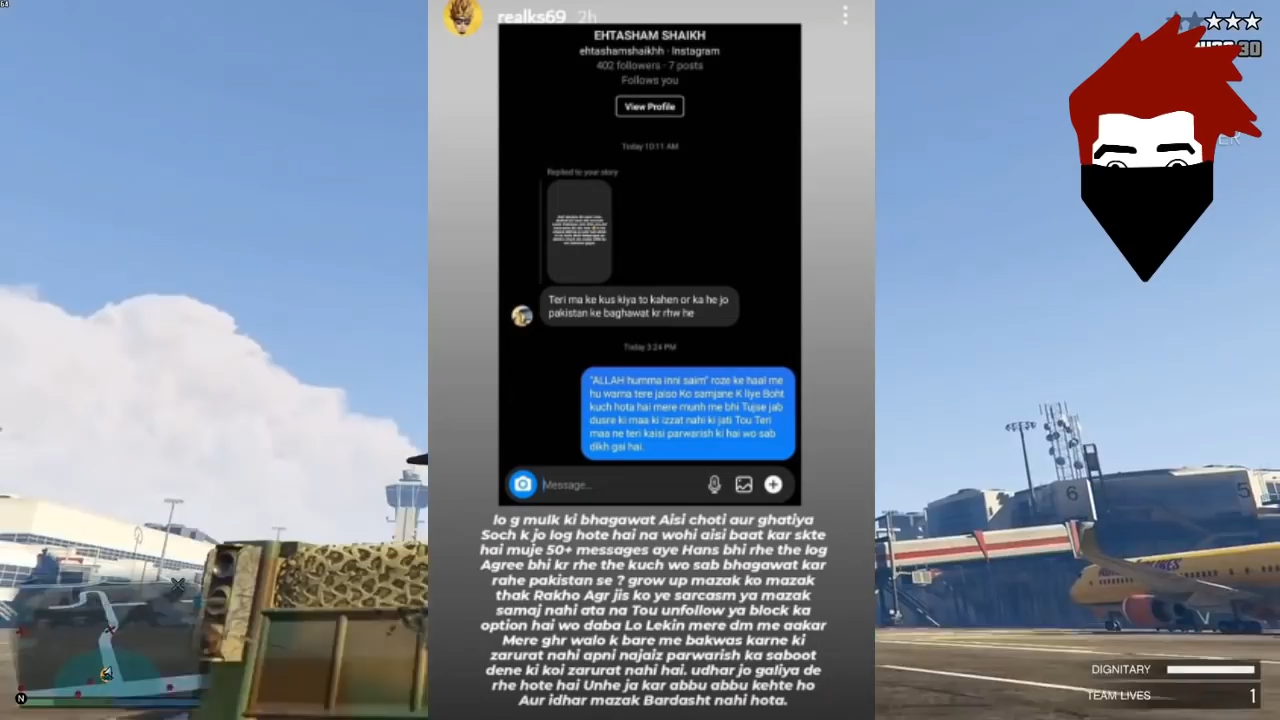 64
realks69 2h
EHTASHAM SHAIKH
ehtashamshaikhh · Instagram
402 followers · 7 posts
Follows you
View Profile
Today 10:11 AM
Replied to your story
Teri ma ke kus kiya to kahen or ka he jo
pakistan ke baghawat kr rhw he
Today 3:24 PM
"ALLAH humma inni saim" roze ke haal me
hu warna tere jaiso Ko samjane K liye Boht
kuch hota hai mere munh me bhi Tujse jab
dusre ki maa ki izzat nahi ki jati Tou Teri
maa ne teri kaisi parwarish ki hai wo sab
dikh gai hai.
Message...
lo g mulk ki bhagawat Aisi choti aur ghatiya
Soch k jo log hote hai na wohi aisi baat kar skte
hai muje 50+ messages aye Hans bhi rhe the log
Agree bhi kr rhe the kuch wo sab bhagawat kar
rahe pakistan se ? grow up mazak ko mazak
thak Rakho Agr jis ko ye sarcasm ya mazak
samaj nahi ata na Tou unfollow ya block ka
option hai wo daba Lo Lekin mere dm me aakar
Mere ghr walo k bare me bakwas karne ki
zarurat nahi apni najaiz parwarish ka saboot
dene ki koi zarurat nahi hai. udhar jo galiya de
rhe hote hai Unhe ja kar abbu abbu kehte ho
Aur idhar mazak Bardasht nahi hota.
30
ER
6
5
N
DIGNITARY
TEAM LIVES 1